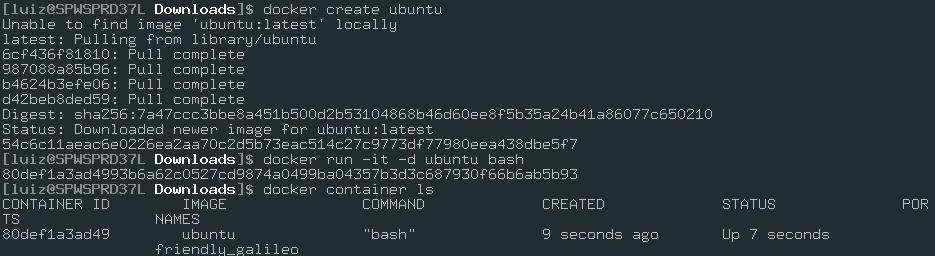 [luiz@SPWSPRD37L Downloads]$ docker create ubuntu
Unable to find image 'ubuntu:latest' locally
latest: Pulling from library/ubuntu
6cf436f81810: Pull complete
987088a85b96: Pull complete
b4624b3efe06: Pull complete
d42beb8ded59: Pull complete
Digest: sha256:7a47ccc3bbe8a451b500d2b53104868b46d60ee8f5b35a24b41a86077c650210
Status: Downloaded newer image for ubuntu:latest
54c6c11aeac6e0226ea2aa70c2d5b73eac514c27c9773df77980eea438dbe5f7
[luiz@SPWSPRD37L Downloads]$ docker run -it -d ubuntu bash
80def1a3ad4993b6a62c0527cd9874a0499ba04357b3d3c687930f66b6ab5b93
[luiz@SPWSPRD37L Downloads]$ docker container ls
CONTAINER ID IMAGE COMMAND CREATED STATUS POR
TS NAMES
80def1a3ad49 ubuntu "bash" 9 seconds ago Up 7 seconds
friendly_galileo